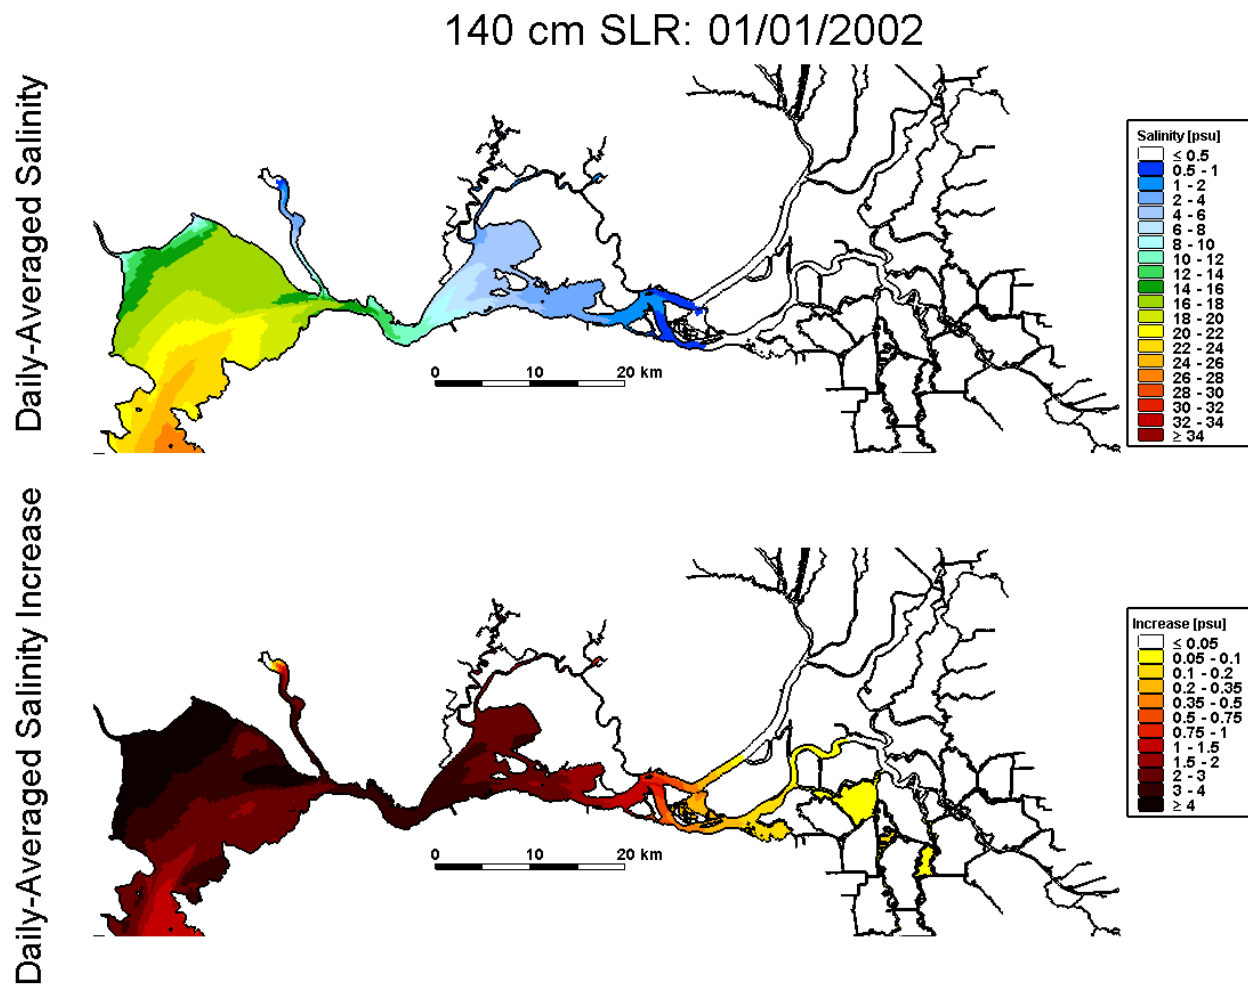 140 cm SLR: 01/01/2002
Daily-Averaged Salinity
Salinity [psu]
≤ 0.5
0.5 - 1
1 - 2
2 - 4
4 - 6
6 - 8
8 - 10
10 - 12
12 - 14
14 - 16
16 - 18
18 - 20
20 - 22
22 - 24
24 - 26
26 - 28
28 - 30
30 - 32
32 - 34
≥ 34
0 10 20 km
Daily-Averaged Salinity Increase
Increase [psu]
≤ 0.05
0.05 - 0.1
0.1 - 0.2
0.2 - 0.35
0.35 - 0.5
0.5 - 0.75
0.75 - 1
1 - 1.5
1.5 - 2
2 - 3
3 - 4
≥ 4
0 10 20 km